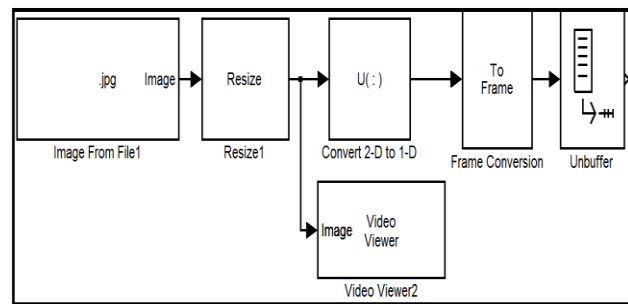 .jpg Image
Image From File1
Resize
Resize1
U( : )
Convert 2-D to 1-D
To
Frame
Frame Conversion
Unbuffer
Image
Video
Viewer
Video Viewer2